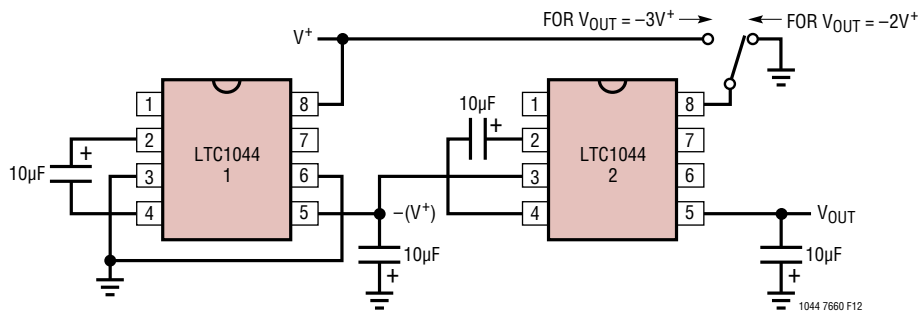 FOR VOUT = –3V+
FOR VOUT = –2V+
V+
1
8
2
7
LTC1044
1
3
6
4
5
10µF
+
–(V+)
10µF
+
10µF
+
1
8
2
7
LTC1044
2
3
6
4
5
VOUT
10µF
+
1044 7660 F12